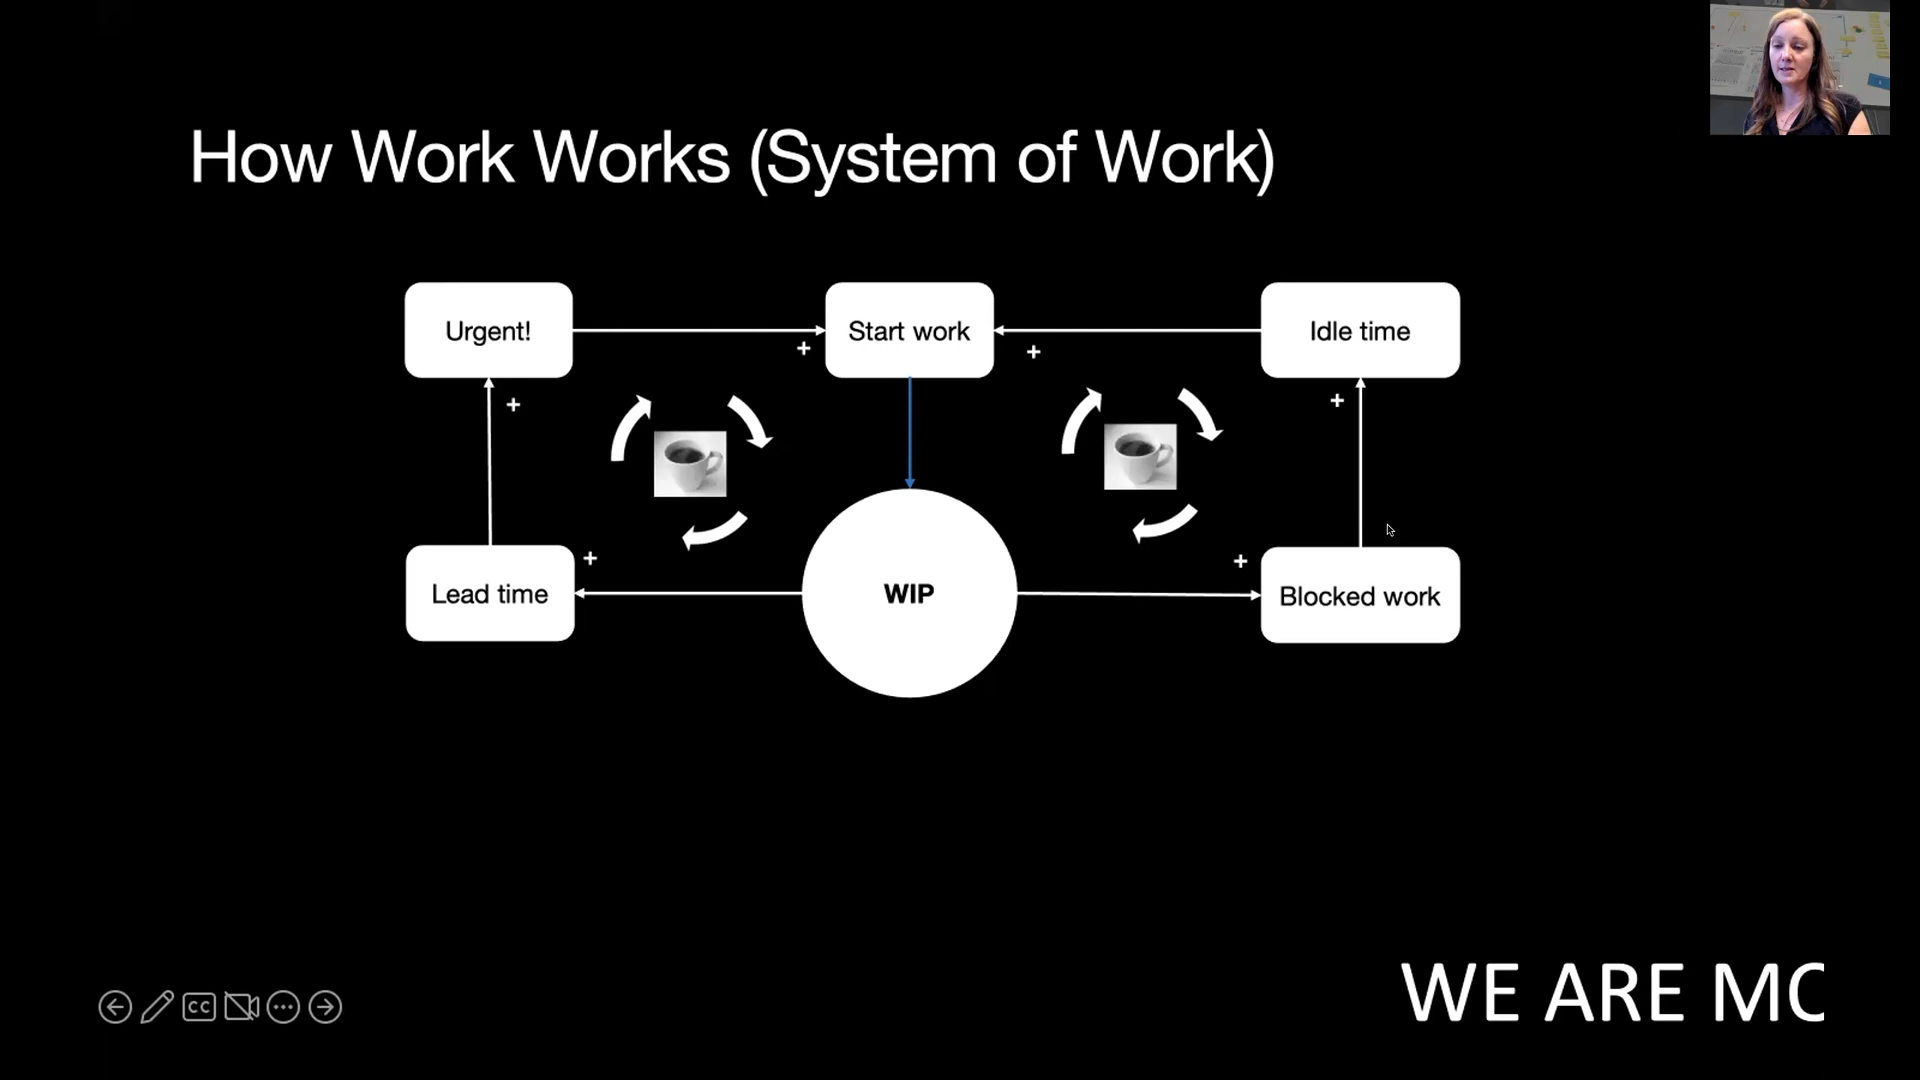 How Work Works (System of Work)
Urgent!
Start work
Idle time
+
+
+
+
+
+
Lead time
WIP
Blocked work
CC
WE ARE MC